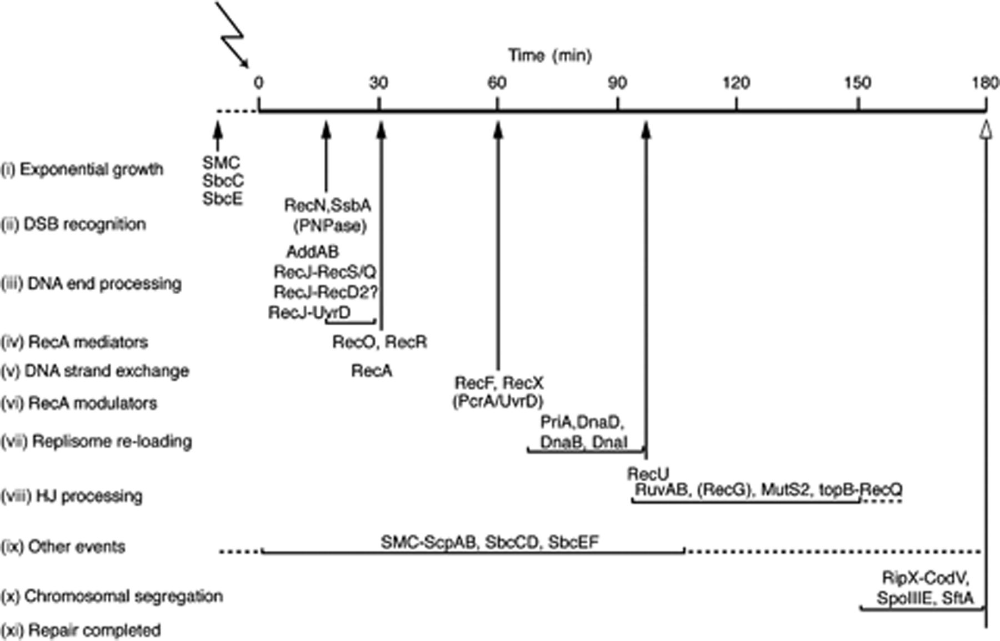 Time (min)
0 30 60 90 120 150 180
(i) Exponential growth
SMC
SbcC
SbcE
RecN,SsbA
(ii) DSB recognition
(PNPase)
AddAB
RecJ-RecS/Q
(iii) DNA end processing
RecJ-RecD2?
RecJ-UvrD
(iv) RecA mediators
RecO, RecR
(v) DNA strand exchange
RecA
RecF, RecX
(vi) RecA modulators
(PcrA/UvrD)
PriA,DnaD,
(vii) Replisome re-loading
DnaB, DnaI
RecU
RuvAB, (RecG), MutS2, topB-RecQ
(viii) HJ processing
(ix) Other events
SMC-ScpAB, SbcCD, SbcEF
RipX-CodV,
(x) Chromosomal segregation
SpoIIIE, SftA
(xi) Repair completed